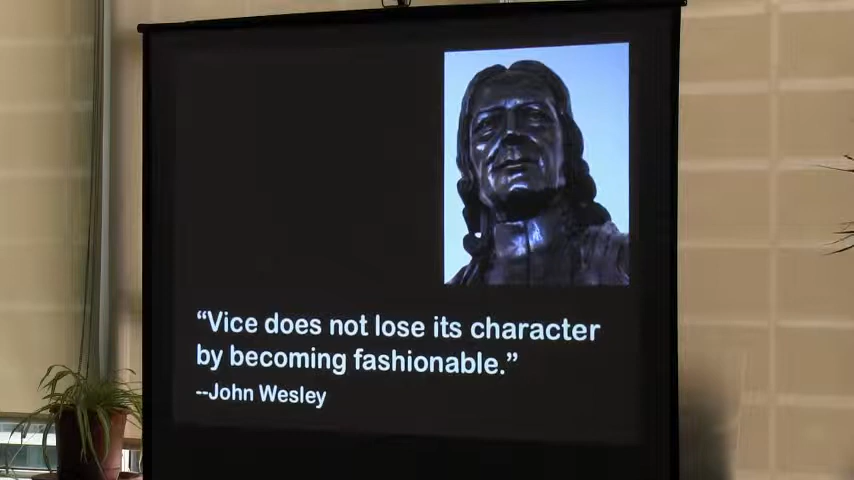 “Vice does not lose its character
by becoming fashionable.”
--John Wesley